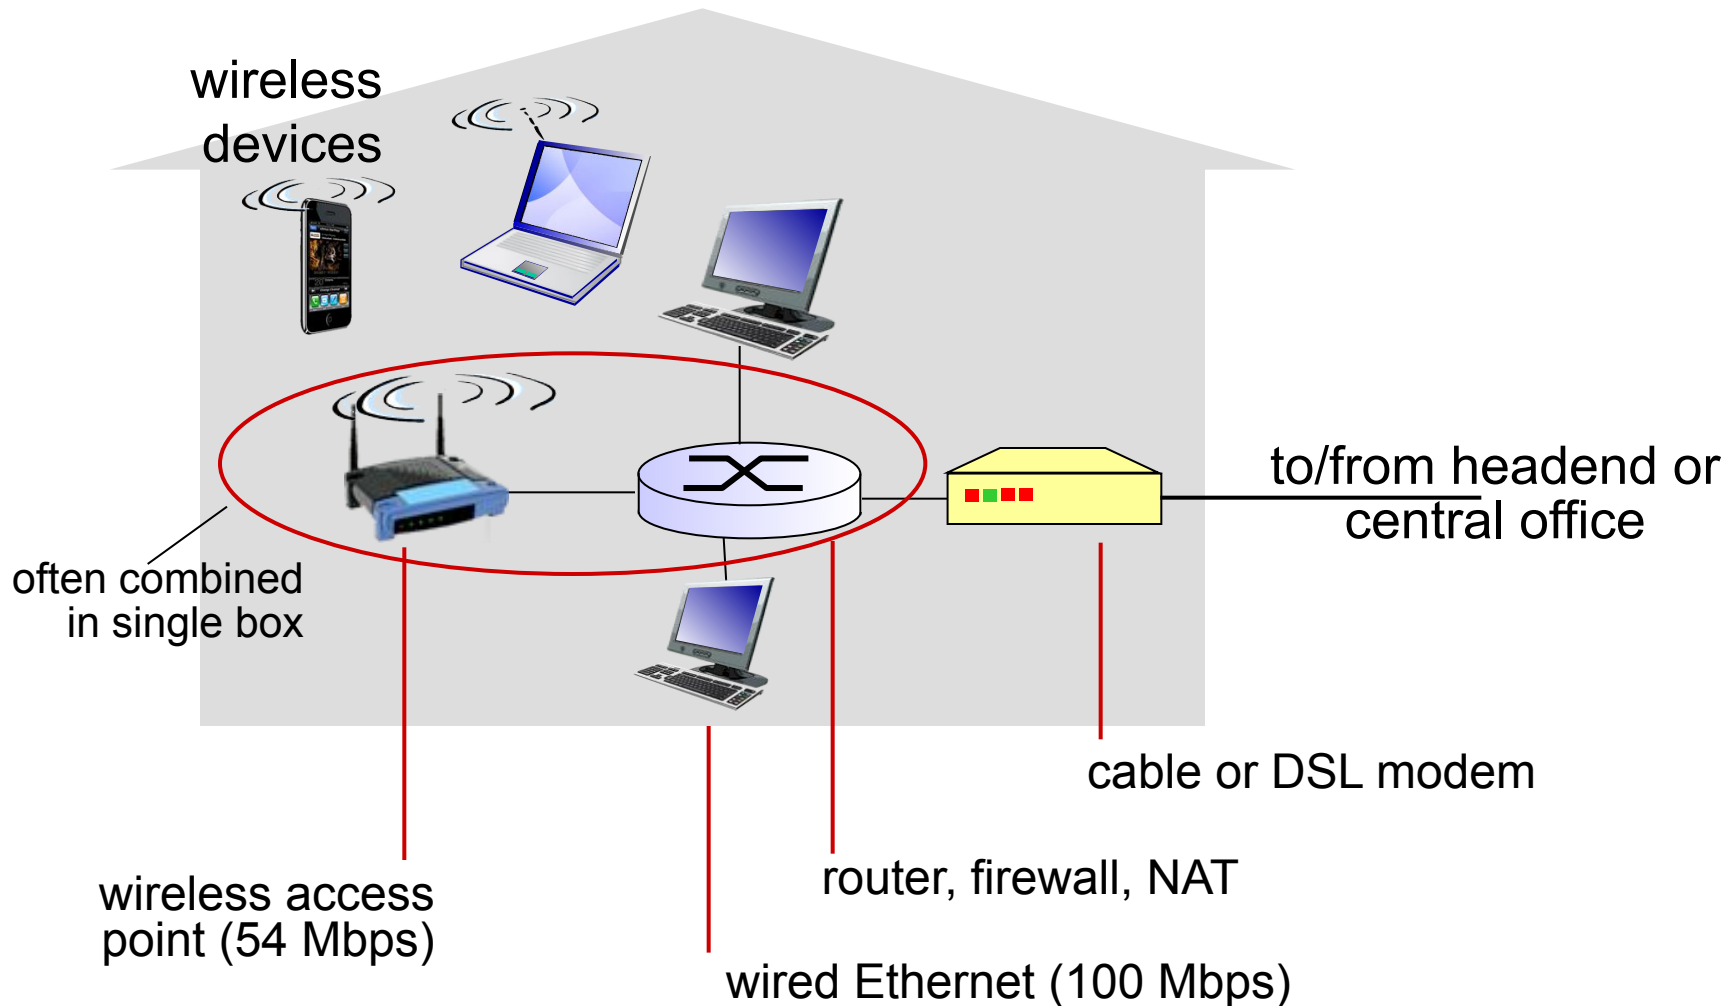 wireless
devices
to/from headend or
central office
often combined
in single box
cable or DSL modem
router, firewall, NAT
wireless access
point (54 Mbps)
wired Ethernet (100 Mbps)